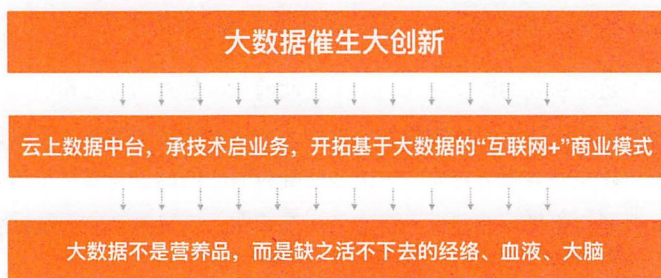 大数据催生大创新
云上数据中台，承技术启业务，开拓基于大数据的“互联网+”商业模式
大数据不是营养品，而是缺之活不下去的经络、血液、大脑